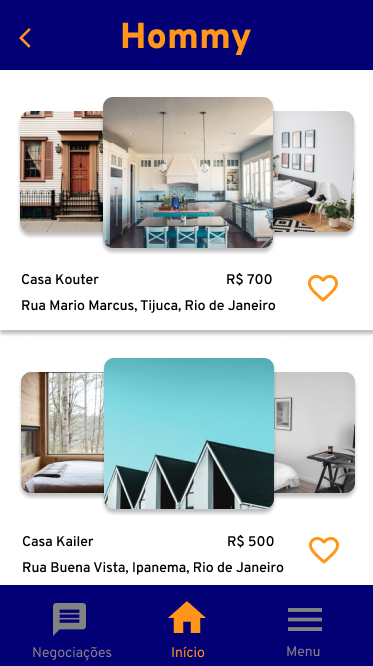 Hommy
Casa Kouter R$ 700
Rua Mario Marcus, Tijuca, Rio de Janeiro
Casa Kailer R$ 500
Rua Buena Vista, Ipanema, Rio de Janeiro
Negociações Início Menu